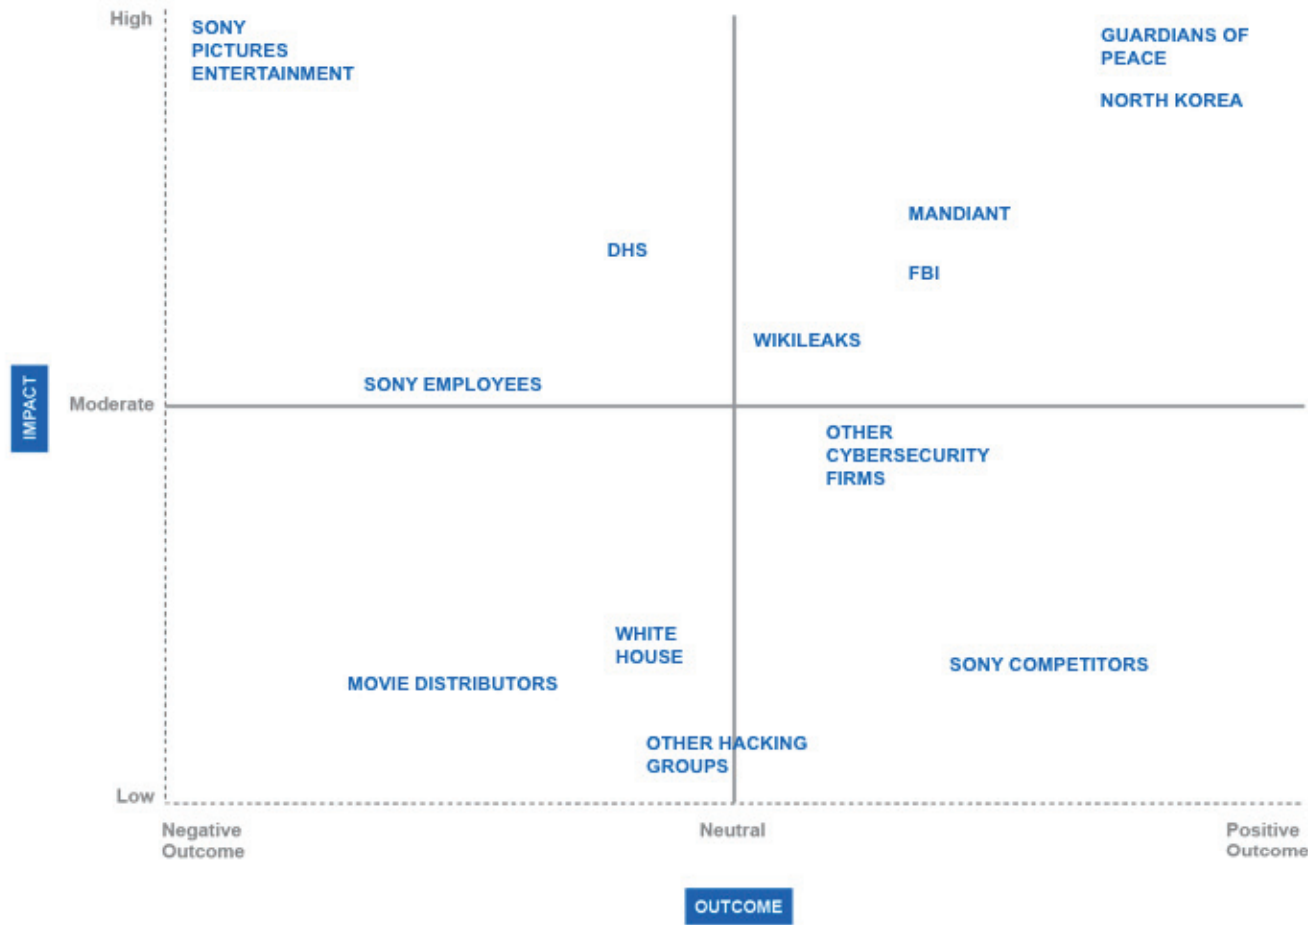 High
SONY
PICTURES
ENTERTAINMENT
GUARDIANS OF
PEACE
NORTH KOREA
MANDIANT
DHS
FBI
WIKILEAKS
SONY EMPLOYEES
IMPACT
Moderate
OTHER
CYBERSECURITY
FIRMS
WHITE
HOUSE
SONY COMPETITORS
MOVIE DISTRIBUTORS
OTHER HACKING
GROUPS
Low
Negative
Outcome
Neutral
Positive
Outcome
OUTCOME